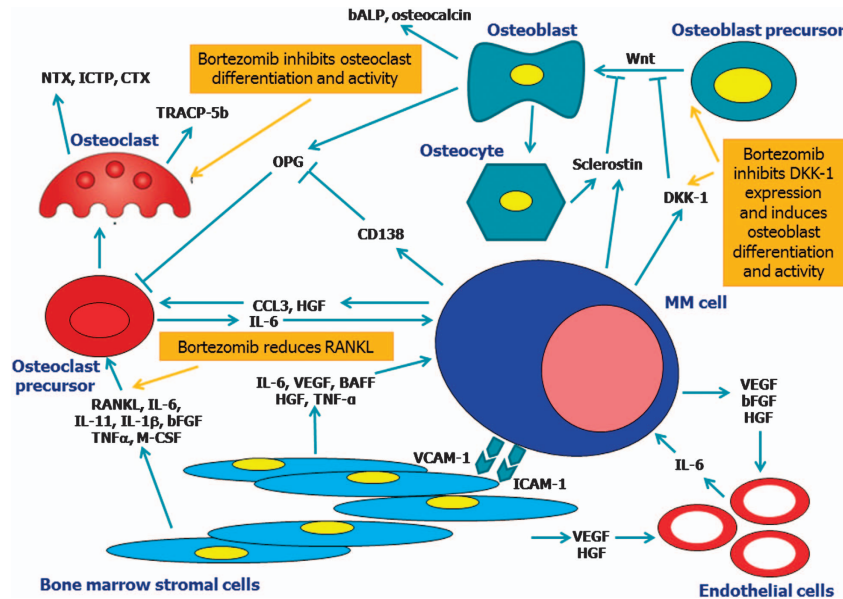 bALP, osteocalcin
Osteoblast
Osteoblast precursor
Bortezomib inhibits osteoclast
differentiation and activity
Wnt
NTX, ICTP, CTX
TRACP-5b
Osteoclast
OPG
Osteocyte
Sclerostin
DKK-1
Bortezomib
inhibits DKK-1
expression
and induces
osteoblast
differentiation
and activity
CD138
MM cell
CCL3, HGF
IL-6
Bortezomib reduces RANKL
Osteoclast
precursor
RANKL, IL-6,
IL-11, IL-1β, bFGF
TNFα, M-CSF
IL-6, VEGF, BAFF
HGF, TNF-α
VEGF
bFGF
HGF
VCAM-1
ICAM-1
IL-6
VEGF
HGF
Bone marrow stromal cells
Endothelial cells